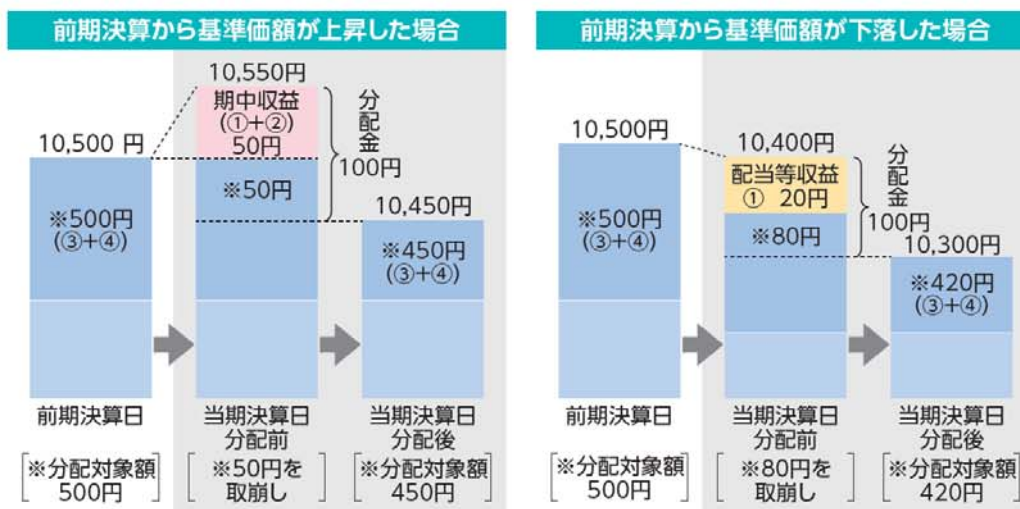 前期決算から基準価額が上昇した場合
10,550円
期中収益
(①+②)
50円
分配金
100円
10,500 円
※500円
(③+④)
※50円
10,450円
※450円
(③+④)
前期決算日
当期決算日
分配前
当期決算日
分配後
※分配対象額
500円
※50円を
取崩し
※分配対象額
450円
前期決算から基準価額が下落した場合
10,500円
※500円
(③+④)
10,400円
配当等収益
① 20円
分配金
100円
※80円
10,300円
※420円
(③+④)
前期決算日
当期決算日
分配前
当期決算日
分配後
※分配対象額
500円
※80円を
取崩し
※分配対象額
420円